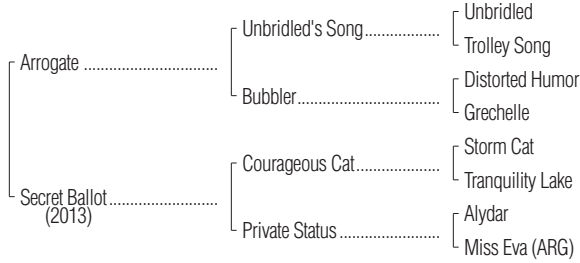 Unbridled
Unbridled's Song..................
Trolley Song
Arrogate ................................
Distorted Humor
Bubbler..................................
Grechelle
Storm Cat
Courageous Cat....................
Tranquility Lake
Secret Ballot..........................
(2013)
Alydar
Private Status ........................
Miss Eva (ARG)